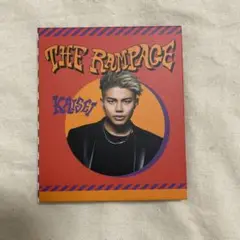 THE RAMPAGE
KAISEI